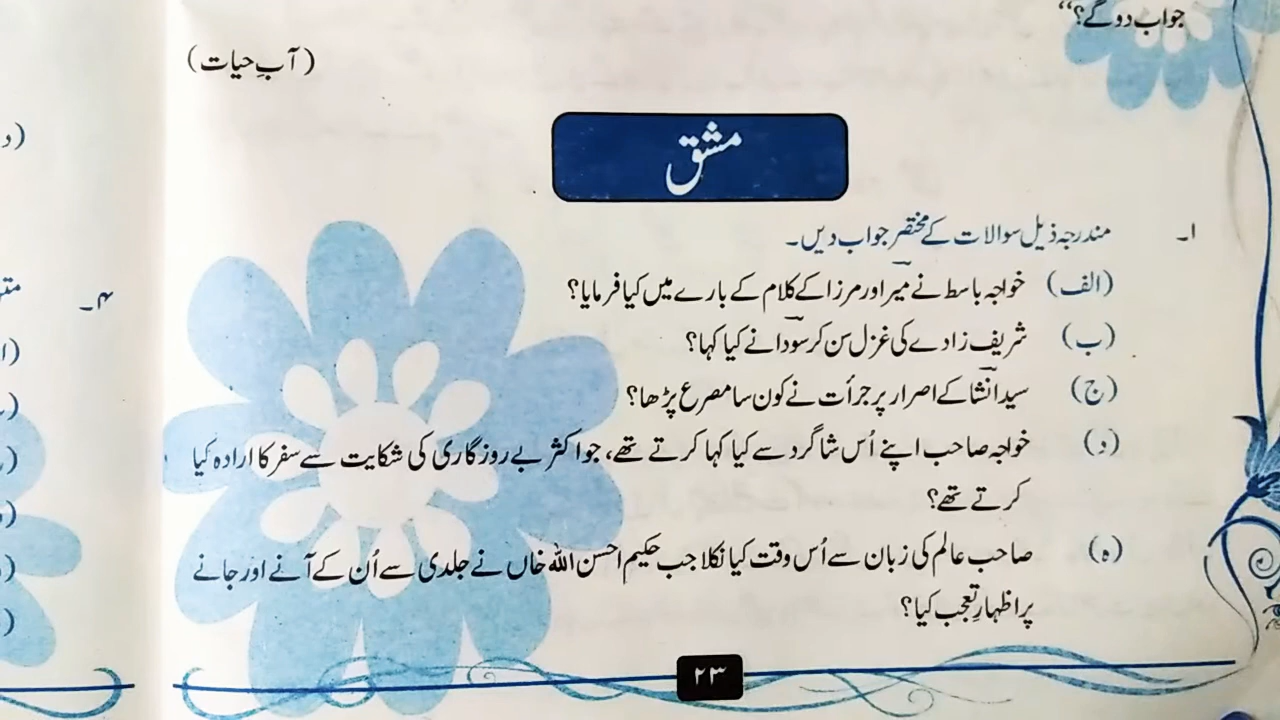 جواب دو گے؟‘‘
(آبِ حیات)
مشق
۱۔ مندرجہ ذیل سوالات کے مختصر جواب دیں۔
(الف) خواجہ باسط نے میر اور مرزا کے کلام کے بارے میں کیا فرمایا؟
(ب) شریف زادے کی غزل سن کر سودا نے کیا کہا؟
(ج) سید انشا کے اصرار پر جرأت نے کون سا مصرع پڑھا؟
(د) خواجہ صاحب اپنے اُس شاگرد سے کیا کہا کرتے تھے، جو اکثر بے روزگاری کی شکایت سے سفر کا ارادہ کیا
کرتے تھے؟
(ہ) صاحب عالم کی زبان سے اُس وقت کیا نکلا جب حکیم احسن اللہ خاں نے جلدی سے اُن کے آنے اور جانے
پر اظہارِ تعجب کیا؟
۲۳
۴۔